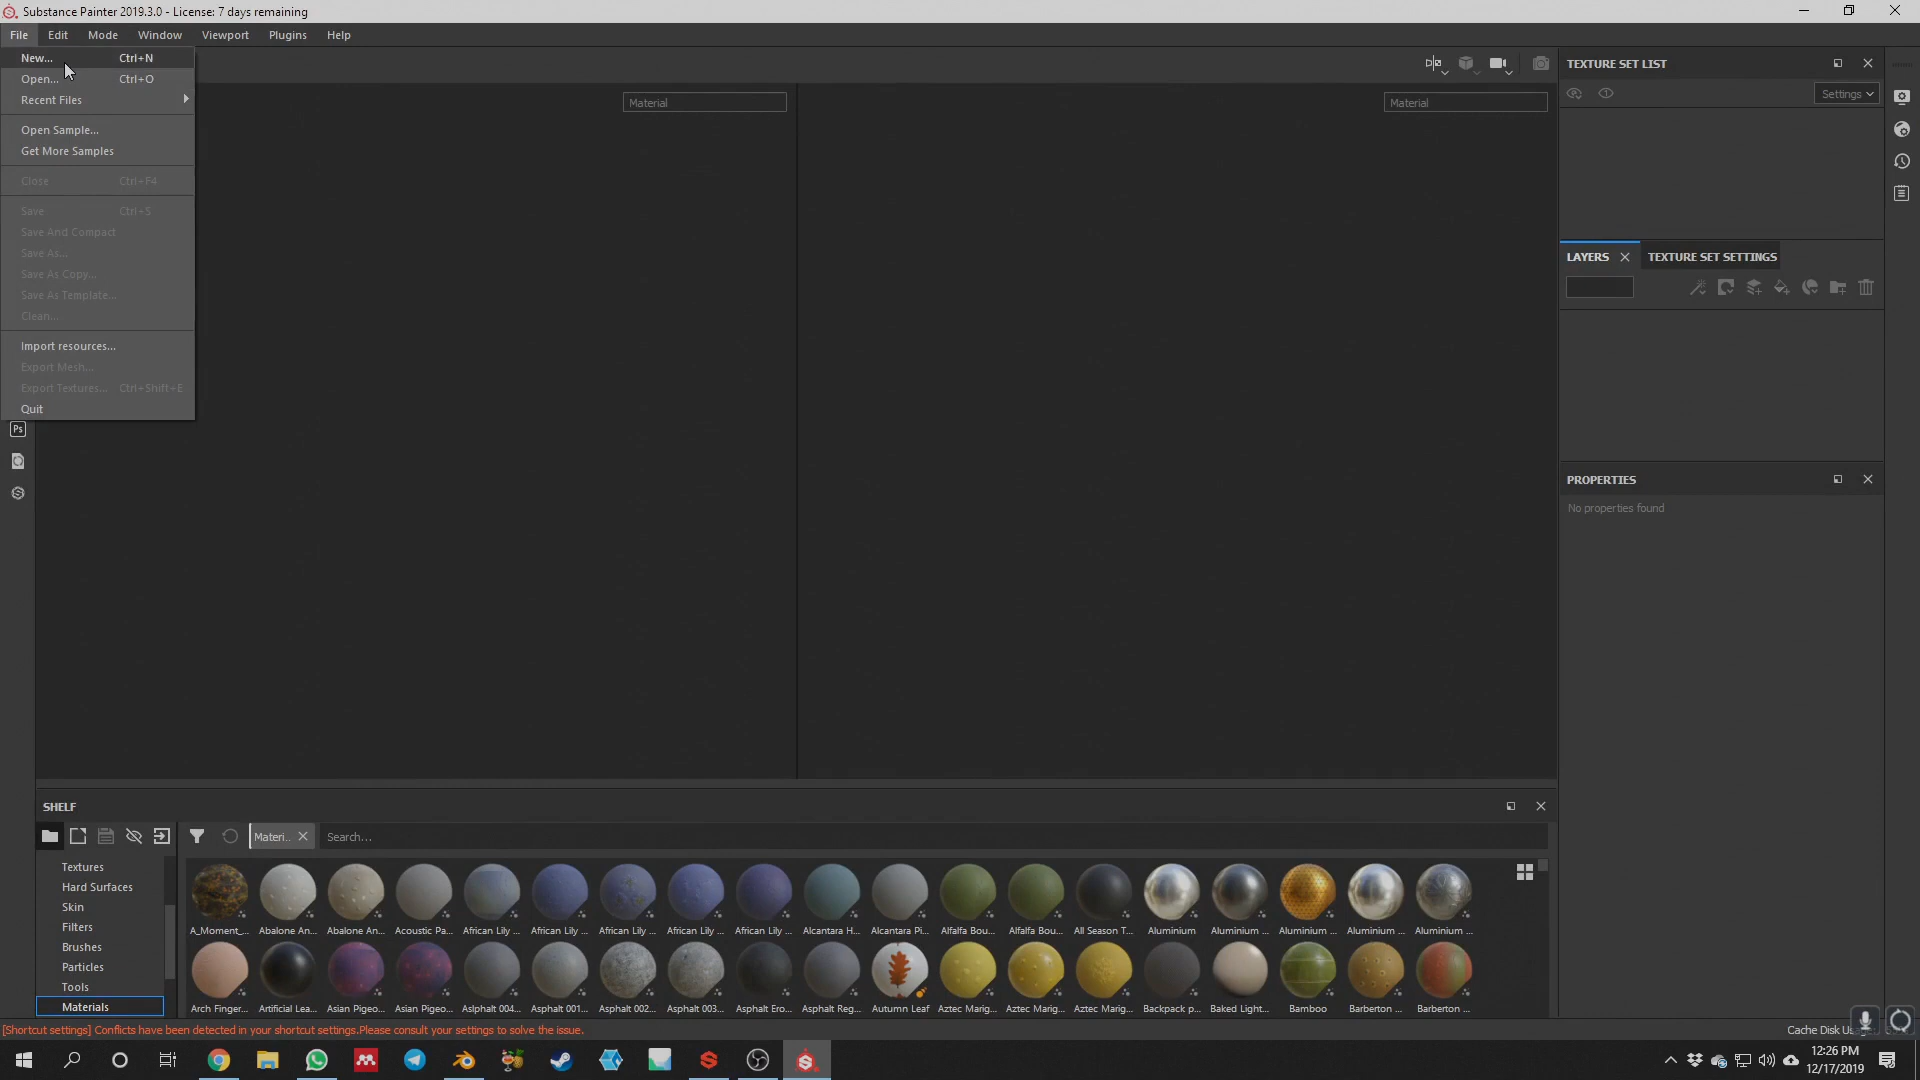 Substance Painter 2019.3.0 - License: 7 days remaining
File Edit Mode Window Viewport Plugins Help
New... Ctrl+N
Open... Ctrl+O
Recent Files
Open Sample...
Get More Samples
Close Ctrl+F4
Save Ctrl+S
Save And Compact
Save As...
Save As Copy...
Save As Template...
Clean...
Import resources...
Export Mesh...
Export Textures... Ctrl+Shift+E
Quit
Ps
Material
Material
TEXTURE SET LIST
Settings
LAYERS TEXTURE SET SETTINGS
PROPERTIES
No properties found
SHELF
Materi.. Search...
Textures
Hard Surfaces
Skin
Filters
Brushes
Particles
Tools
Materials
A_Moment_... Abalone An... Abalone An... Acoustic Pa... African Lily ... African Lily ... African Lily ... African Lily ... Alcantara H... Alcantara Pi... Alfalfa Bou... Alfalfa Bou... All Season T... Aluminium Aluminium ... Aluminium ... Aluminium ... Aluminium ...
Arch Finger... Artificial Lea... Asian Pigeo... Asian Pigeo... Alsphalt 004... Asphalt 001... Asphalt 002... Asphalt 003... Asphalt Ero... Asphalt Reg... Autumn Leaf Aztec Marig... Aztec Marig... Aztec Marig... Backpack p... Baked Light... Bamboo Barberton ... Barberton ...
[Shortcut settings] Conflicts have been detected in your shortcut settings.Please consult your settings to solve the issue.
Cache Disk
12:26 PM
12/17/2019